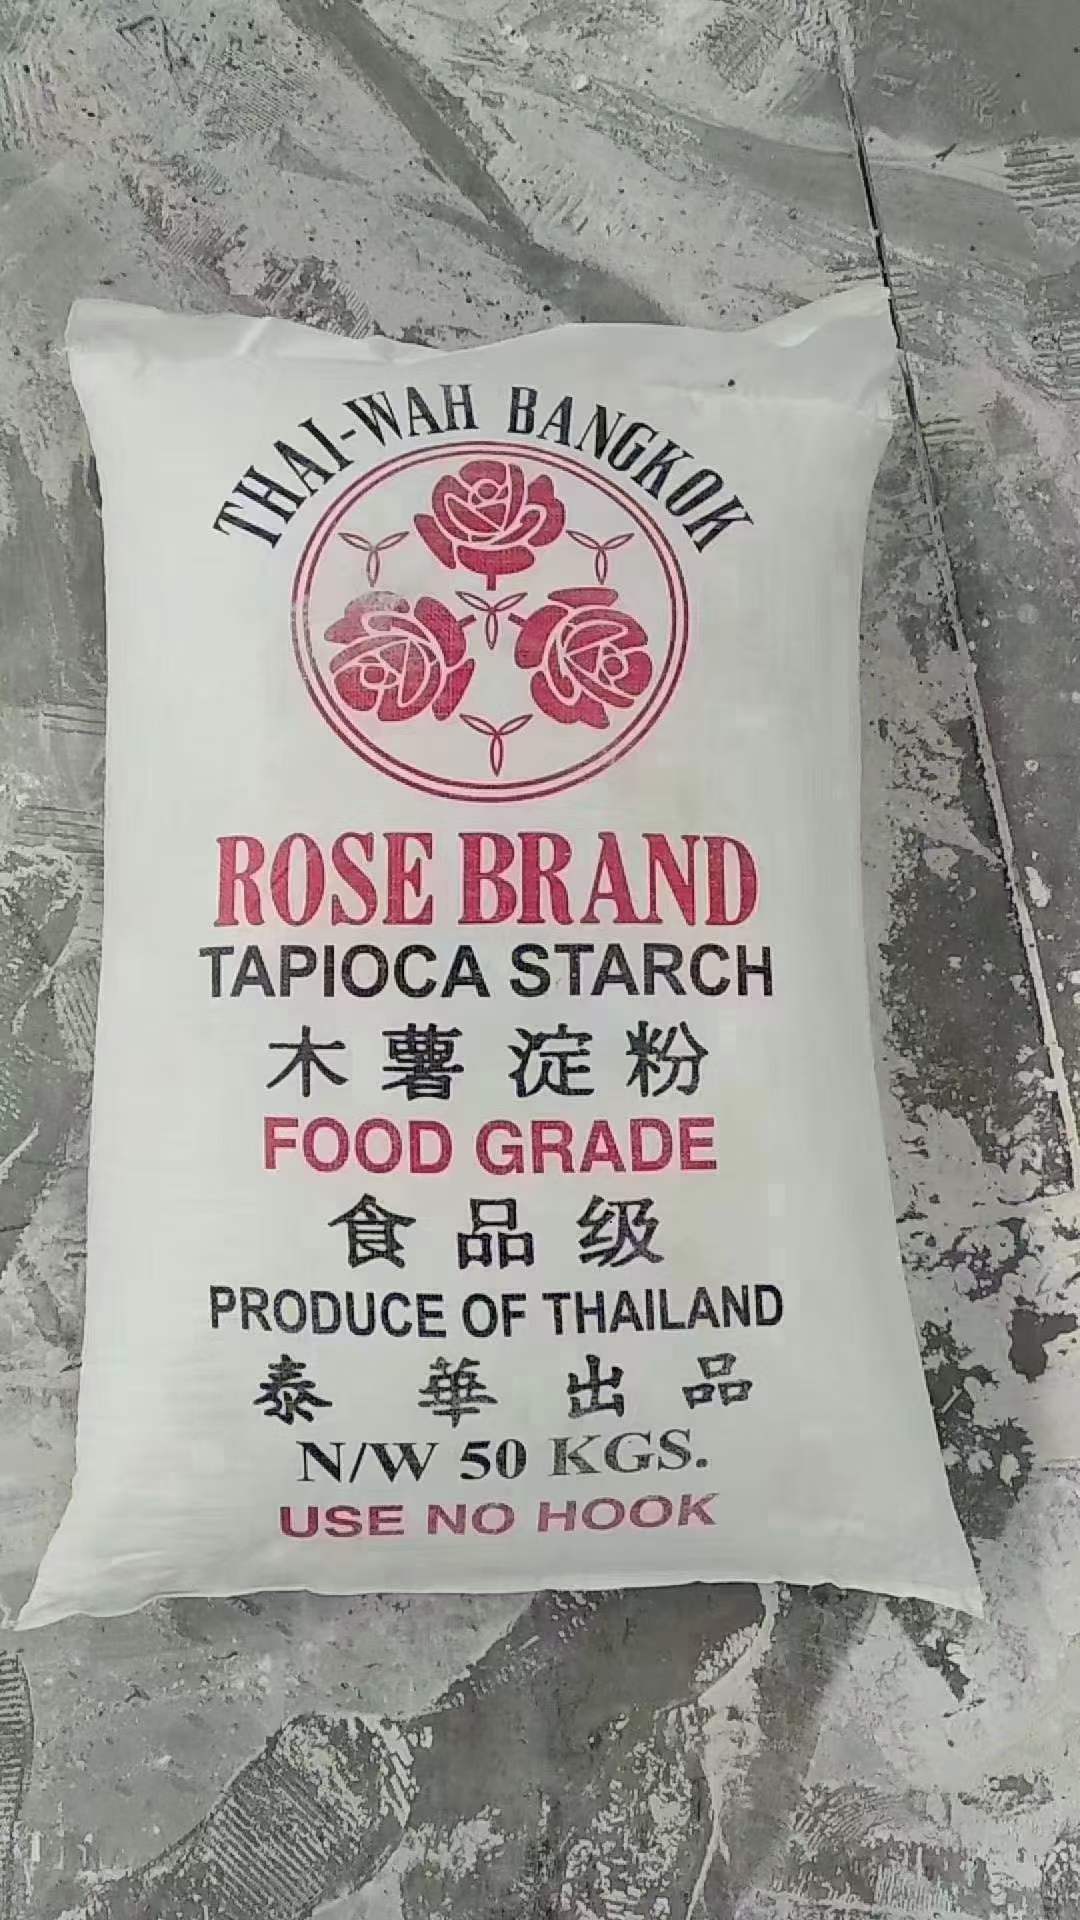 THAI-WAH BANGKOK
ROSE BRAND
TAPIOCA STARCH
木薯淀粉
FOOD GRADE
食品级
PRODUCE OF THAILAND
泰華出品
N/W 50 KGS.
USE NO HOOK